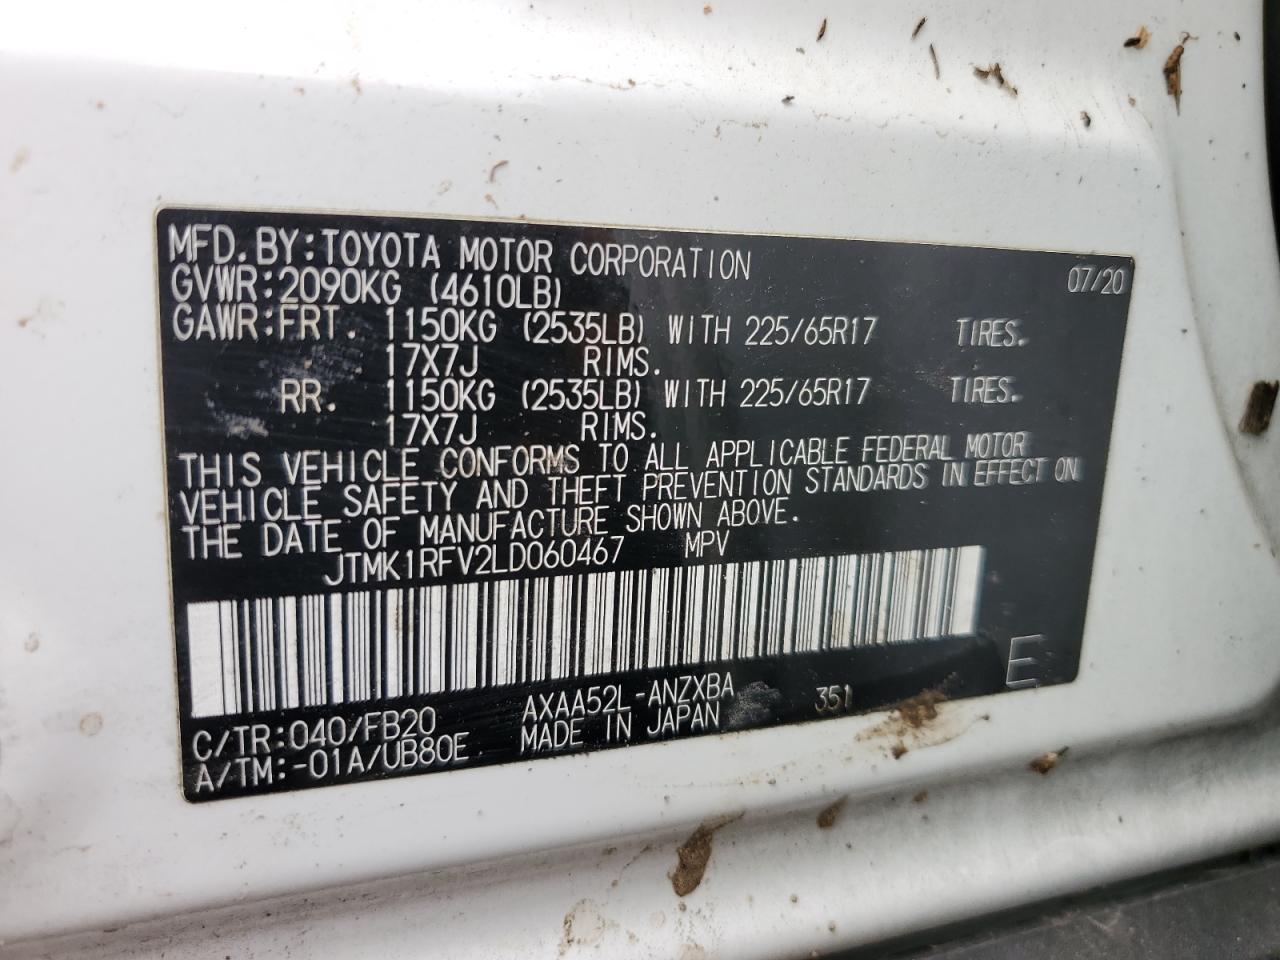 MFD. BY: TOYOTA MOTOR CORPORATION 07/20
GVWR: 2090KG (4610LB)
GAWR: FRT. 1150KG (2535LB) WITH 225/65R17 TIRES.
17X7J RIMS.
RR. 1150KG (2535LB) WITH 225/65R17 TIRES.
17X7J RIMS.
THIS VEHICLE CONFORMS TO ALL APPLICABLE FEDERAL MOTOR
VEHICLE SAFETY AND THEFT PREVENTION STANDARDS IN EFFECT ON
THE DATE OF MANUFACTURE SHOWN ABOVE.
JTMK1RFV2LD060467 MPV
E
C/TR: 040/FB20 AXAA52L-ANZXBA 351
A/TM: -01A/UB80E MADE IN JAPAN